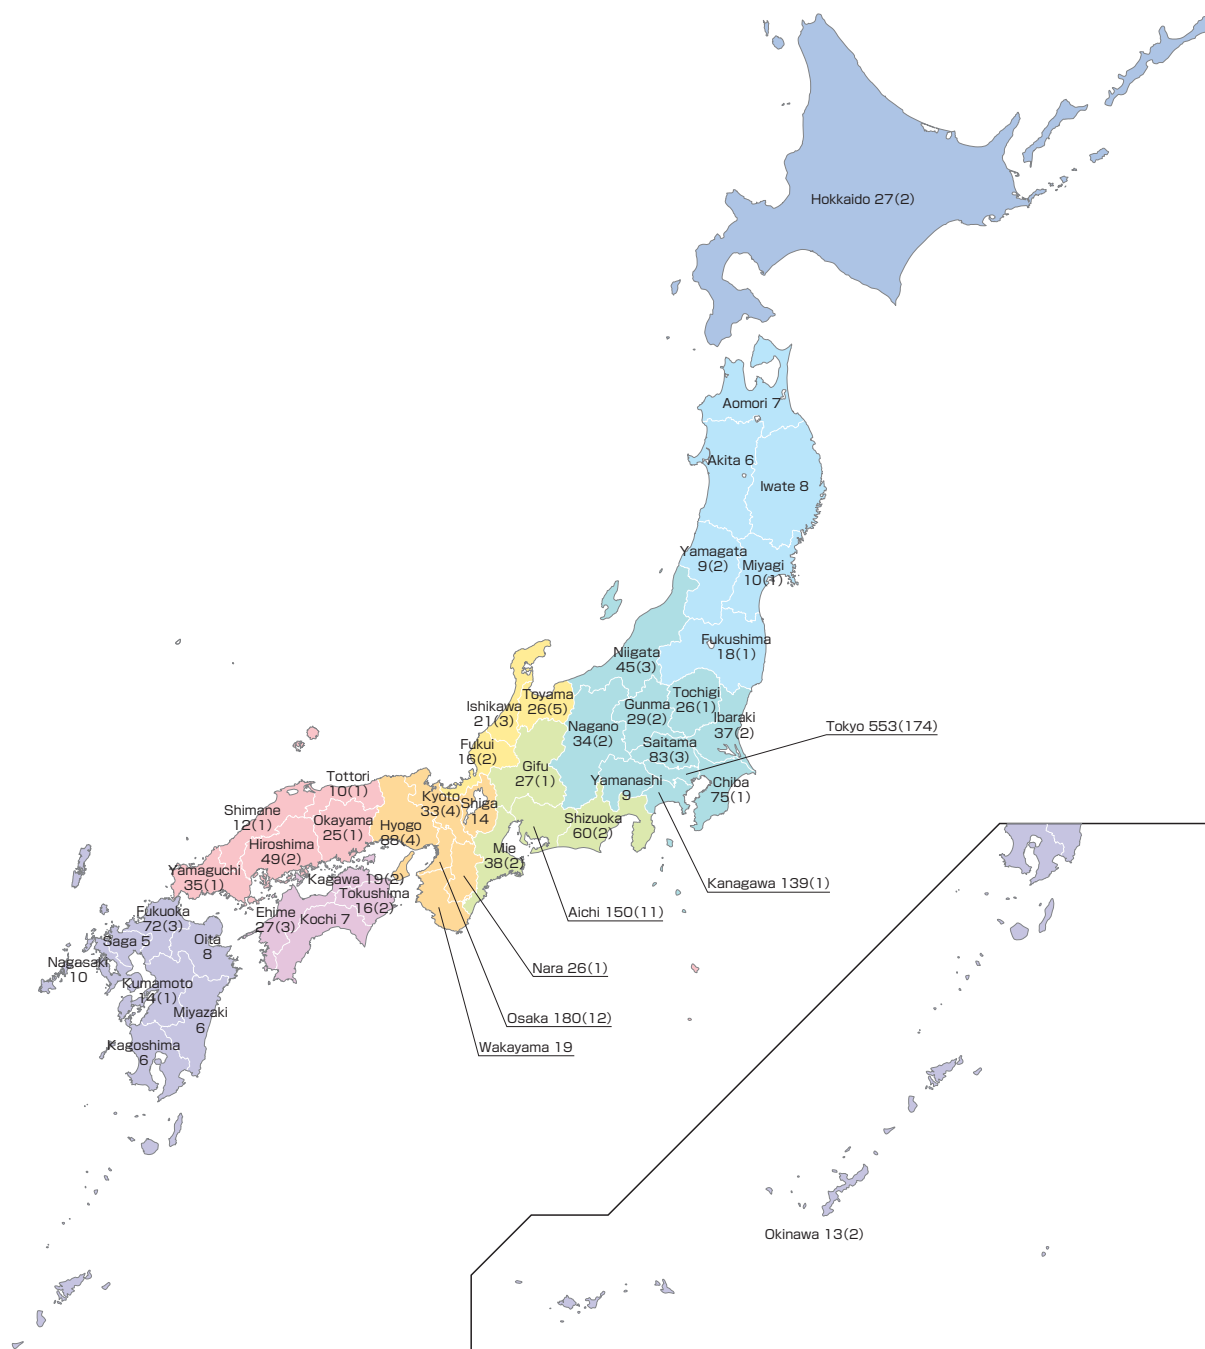 Hokkaido 27(2)
Aomori 7
Akita 6
Iwate 8
Yamagata
9(2)
Miyagi
10(1)
Fukushima
18(1)
Niigata
45(3)
Toyama
26(5)
Ishikawa
21(3)
Fukui
16(2)
Tochigi
26(1)
Gunma
29(2)
Ibaraki
37(2)
Nagano
34(2)
Saitama
83(3)
Tokyo 553(174)
Gifu
27(1)
Yamanashi
9
Chiba
75(1)
Tottori
10(1)
Kyoto
33(4)
Shiga
14
Shimane
12(1)
Okayama
25(1)
Hyogo
88(4)
Shizuoka
60(2)
Hiroshima
49(2)
Mie
38(2)
Yamaguchi
35(1)
Kagawa 19(2)
Tokushima
16(2)
Kanagawa 139(1)
Aichi 150(11)
Fukuoka
72(3)
Ehime
27(3)
Kochi 7
Saga 5
Oita
8
Nagasaki
10
Nara 26(1)
Kumamoto
14(1)
Miyazaki
6
Osaka 180(12)
Kagoshima
6
Wakayama 19
Okinawa 13(2)